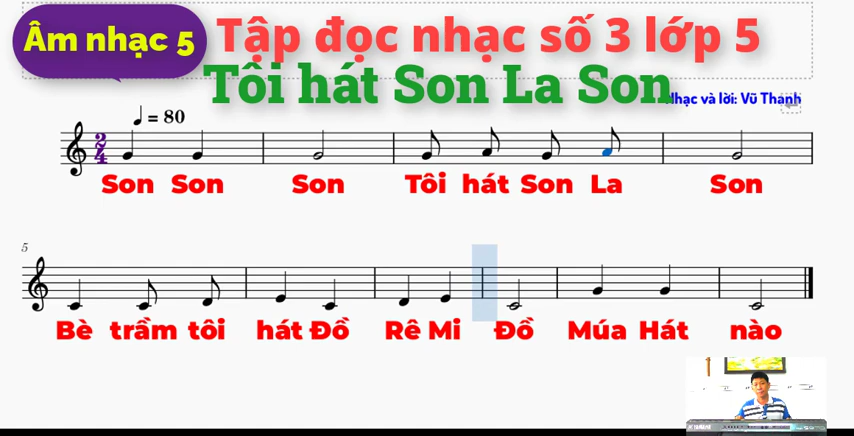 Âm nhạc 5
Tập đọc nhạc số 3 lớp 5
Tôi hát Son La Son
Nhạc và lời: Vũ Thanh
= 80
2
4
Son Son Son Tôi hát Son La Son
5
Bè trầm tôi hát Đồ Rê Mi Đồ Múa Hát nào
YAMAHA